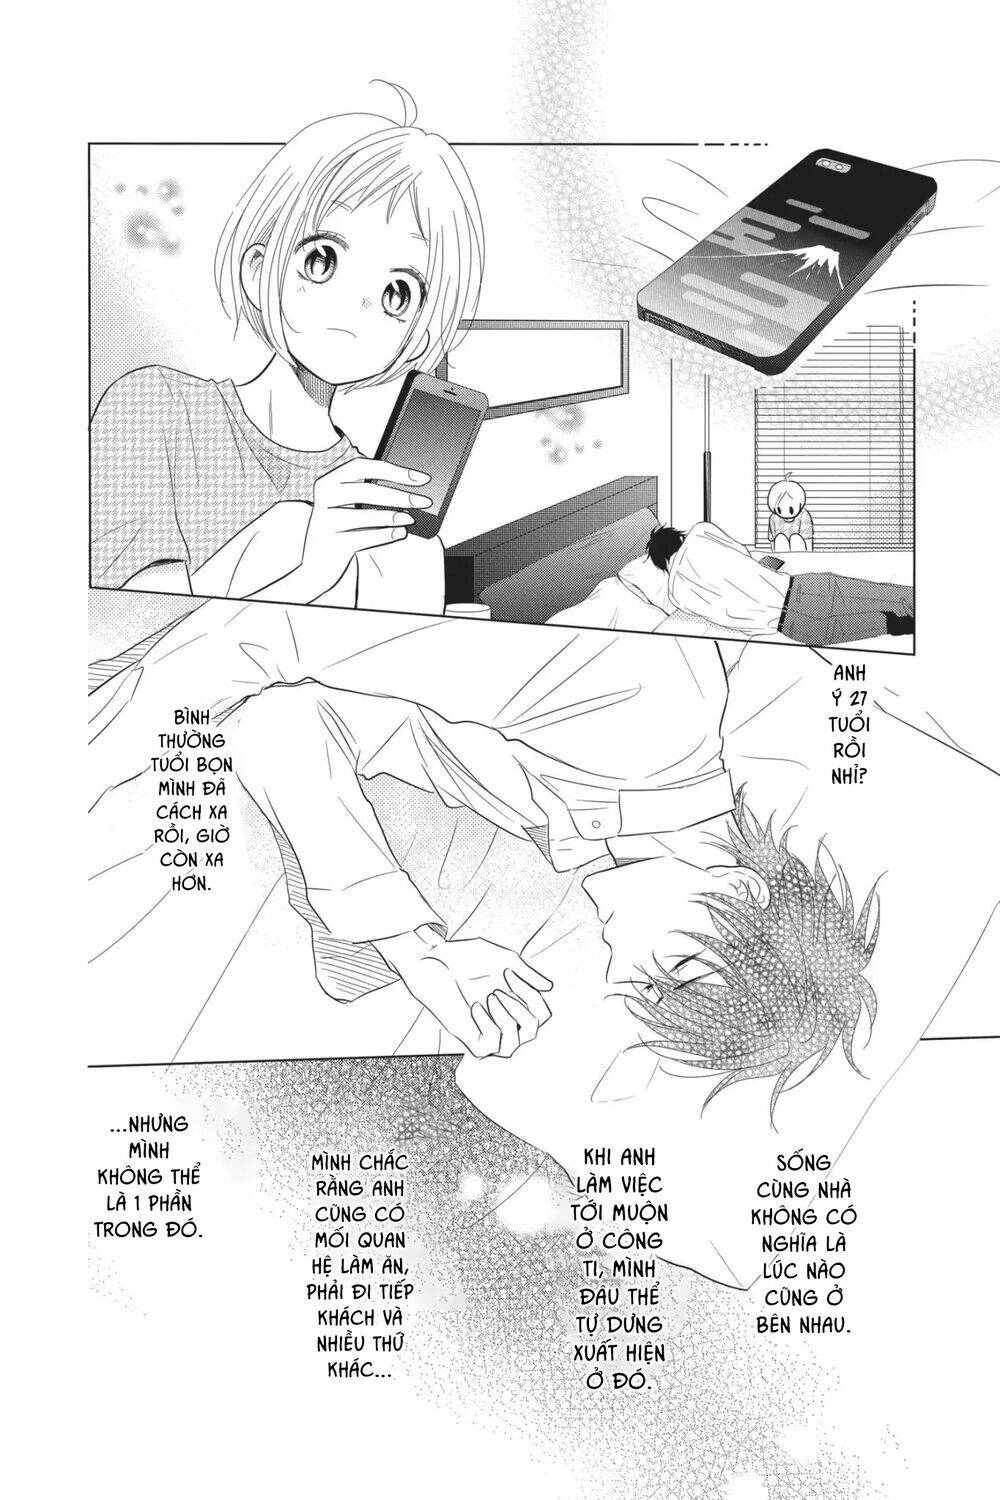 ANH
Ý 27
TUỔI
RỒI
NHỈ?
BÌNH
THƯỜNG
TUỔI BỌN
MÌNH ĐÃ
CÁCH XA
RỒI, GIỜ
CÒN XA
HƠN.
SỐNG
CÙNG NHÀ
KHÔNG CÓ
NGHĨA LÀ
LÚC NÀO
CŨNG Ở
BÊN NHAU.
KHI ANH
LÀM VIỆC
TỚI MUỘN
Ở CÔNG
TI, MÌNH
ĐÂU THỂ
TỰ DƯNG
XUẤT HIỆN
Ở ĐÓ.
MÌNH CHẮC
RẰNG ANH
CŨNG CÓ
MỐI QUAN
HỆ LÀM ĂN,
PHẢI ĐI TIẾP
KHÁCH VÀ
NHIỀU THỨ
KHÁC...
...NHƯNG
MÌNH
KHÔNG THỂ
LÀ 1 PHẦN
TRONG ĐÓ.